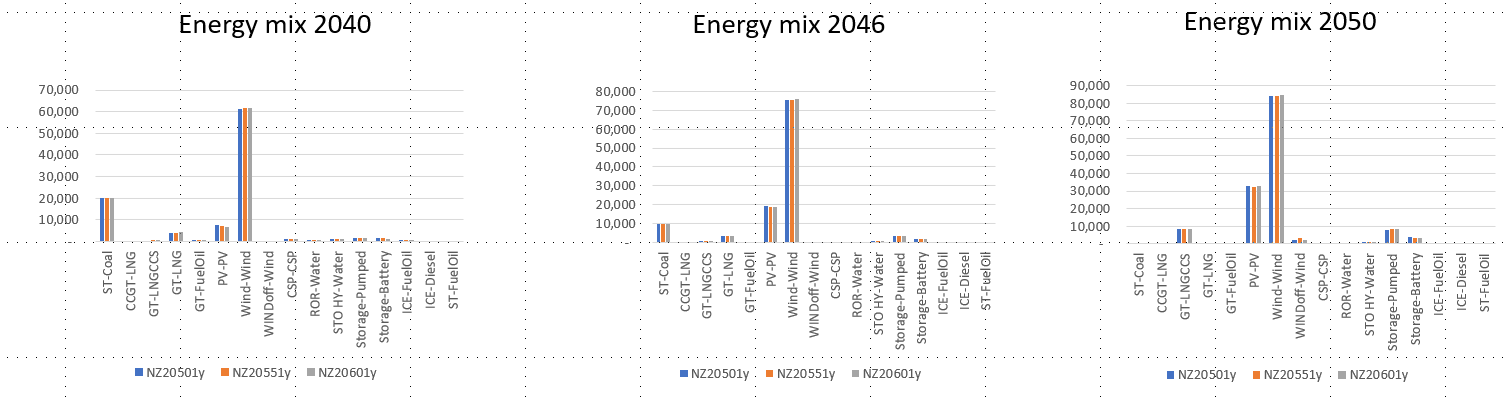 Energy mix 2040
70,000
60,000
50,000
40,000
30,000
20,000
10,000
-
ST-Coal
CCGT-LNG
GT-LNGCCS
GT-LNG
GT-FuelOil
PV-PV
Wind-Wind
WINDoff-Wind
CSP-CSP
ROR-Water
STO HY-Water
Storage-Pumped
Storage-Battery
ICE-FuelOil
ICE-Diesel
ST-FuelOil
NZ20501y NZ20551y NZ20601y
Energy mix 2046
80,000
70,000
60,000
50,000
40,000
30,000
20,000
10,000
-
ST-Coal
CCGT-LNG
GT-LNGCCS
GT-LNG
GT-FuelOil
PV-PV
Wind-Wind
WINDoff-Wind
CSP-CSP
ROR-Water
STO HY-Water
Storage-Pumped
Storage-Battery
ICE-FuelOil
ICE-Diesel
ST-FuelOil
NZ20501y NZ20551y NZ20601y
Energy mix 2050
90,000
80,000
70,000
60,000
50,000
40,000
30,000
20,000
10,000
-
ST-Coal
CCGT-LNG
GT-LNGCCS
GT-LNG
GT-FuelOil
PV-PV
Wind-Wind
WINDoff-Wind
CSP-CSP
ROR-Water
STO HY-Water
Storage-Pumped
Storage-Battery
ICE-FuelOil
ICE-Diesel
ST-FuelOil
NZ20501y NZ20551y NZ20601y